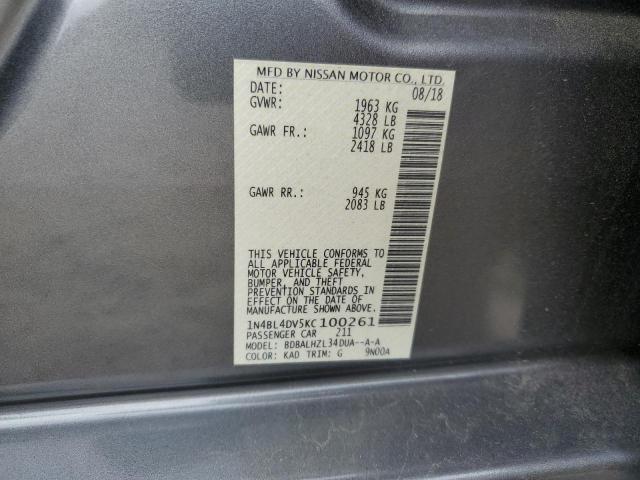 MFD BY NISSAN MOTOR CO., LTD.
DATE: 08/18
GVWR: 1963 KG
4328 LB
GAWR FR.: 1097 KG
2418 LB
GAWR RR.: 945 KG
2083 LB
THIS VEHICLE CONFORMS TO
ALL APPLICABLE FEDERAL
MOTOR VEHICLE SAFETY,
BUMPER, AND THEFT
PREVENTION STANDARDS IN
EFFECT ON THE DATE OF
MANUFACTURE SHOWN ABOVE.
1N4BL4DV5KC100261
PASSENGER CAR 211
MODEL: BDBALHZL34DUA--A-A
COLOR: KAD TRIM: G 9N00A